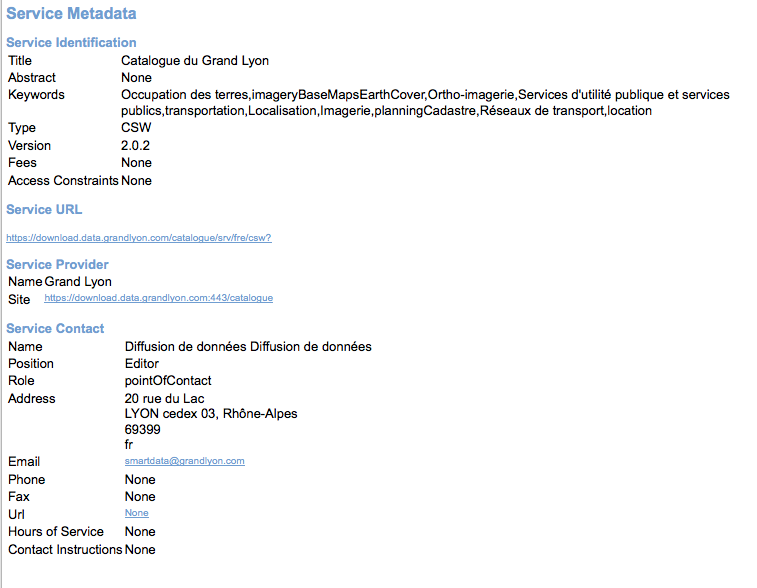 Service Metadata
Service Identification
Title Catalogue du Grand Lyon
Abstract None
Keywords Occupation des terres,imageryBaseMapsEarthCover,Ortho-imagerie,Services d'utilité publique et services
publics,transportation,Localisation,Imagerie,planningCadastre,Réseaux de transport,location
Type CSW
Version 2.0.2
Fees None
Access Constraints None
Service URL
https://download.data.grandlyon.com/catalogue/srv/fre/csw?
Service Provider
Name Grand Lyon
Site https://download.data.grandlyon.com:443/catalogue
Service Contact
Name Diffusion de données Diffusion de données
Position Editor
Role pointOfContact
Address 20 rue du Lac
LYON cedex 03, Rhône-Alpes
69399
fr
Email smartdata@grandlyon.com
Phone None
Fax None
Url None
Hours of Service None
Contact Instructions None